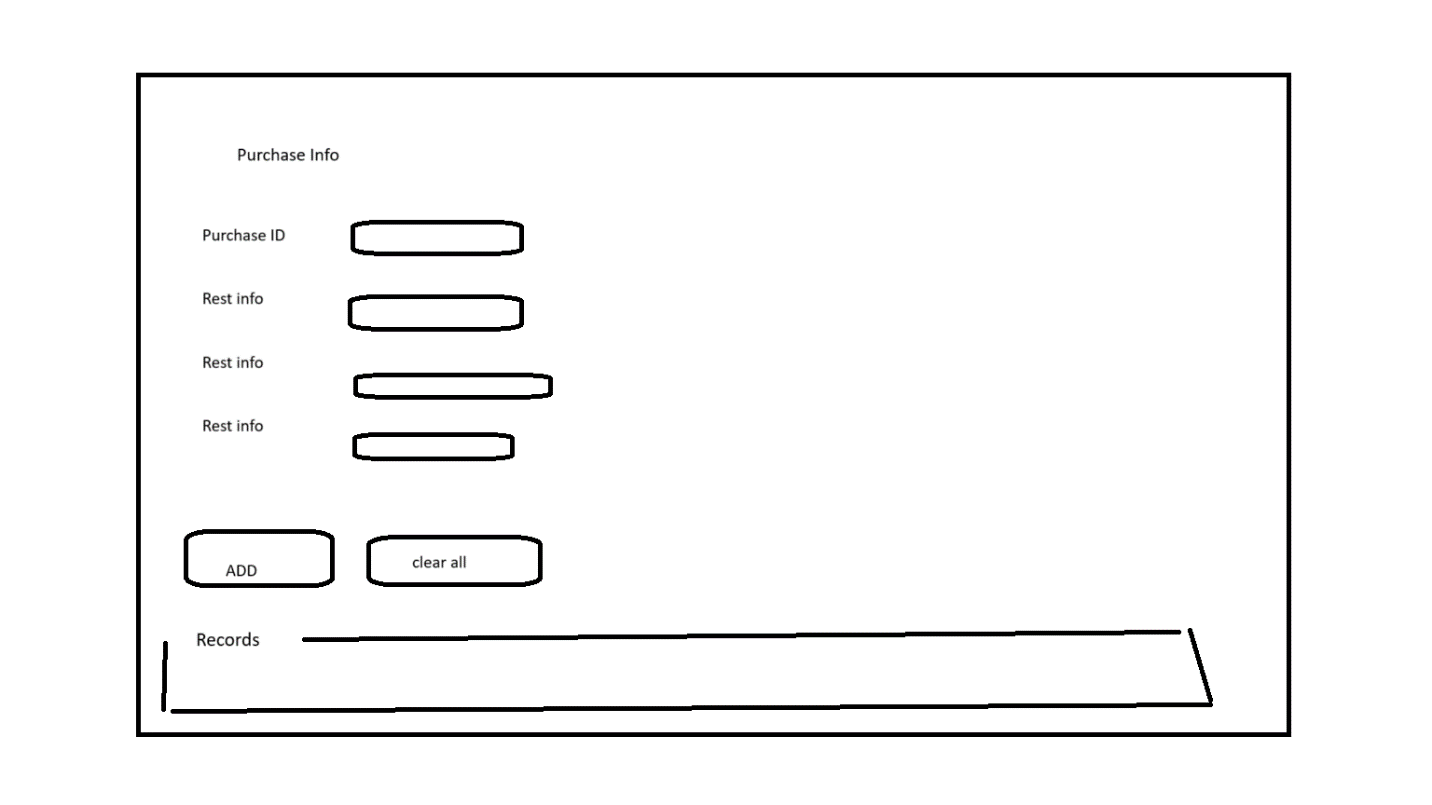 Purchase Info
Purchase ID
Rest info
Rest info
Rest info
ADD
clear all
Records